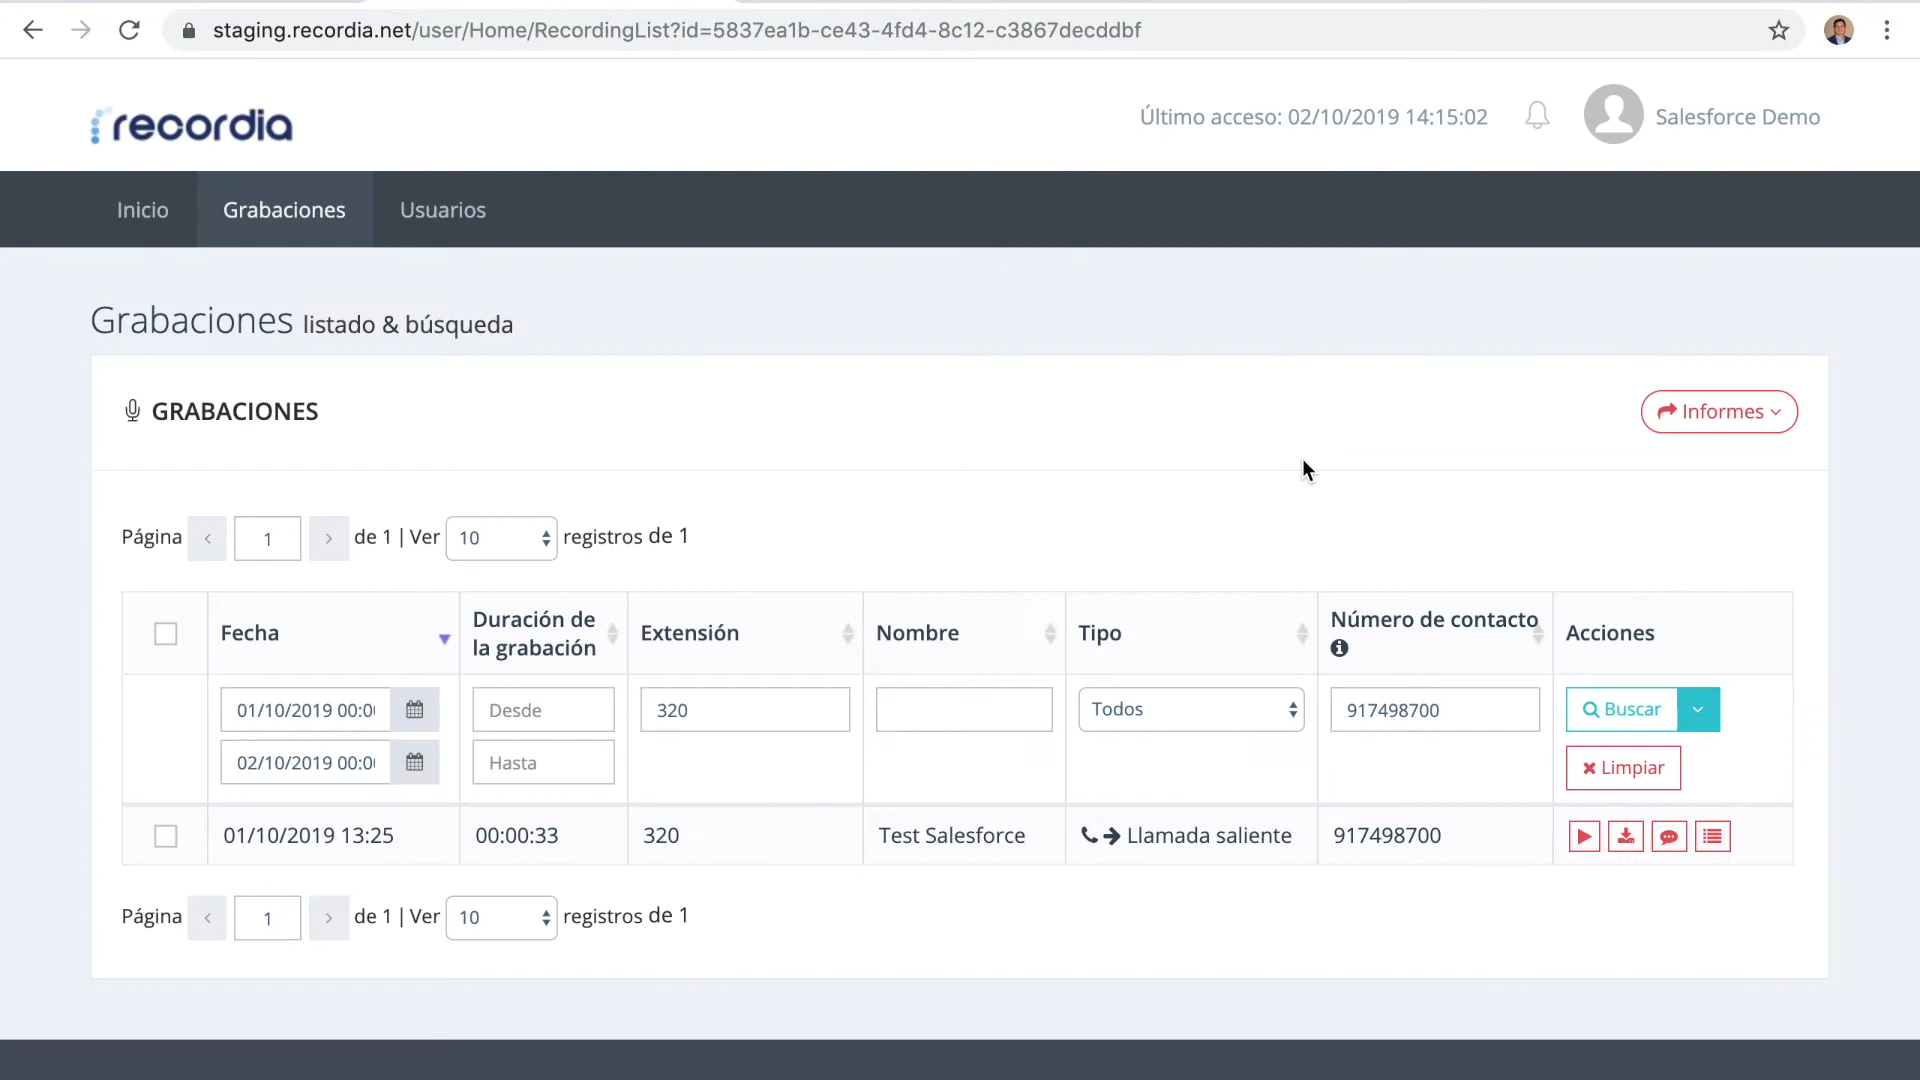 staging.recordia.net/user/Home/RecordingList?id=5837ea1b-ce43-4fd4-8c12-c3867decddbf
recordia
Último acceso: 02/10/2019 14:15:02
Salesforce Demo
Inicio
Grabaciones
Usuarios
Grabaciones listado & búsqueda
GRABACIONES
Informes
Página 1 de 1 | Ver 10 registros de 1
Fecha
Duración de
la grabación
Extensión
Nombre
Tipo
Número de contacto
Acciones
01/10/2019 00:0
02/10/2019 00:0
Desde
Hasta
320
Todos
917498700
Buscar
Limpiar
01/10/2019 13:25
00:00:33
320
Test Salesforce
Llamada saliente
917498700
Página 1 de 1 | Ver 10 registros de 1